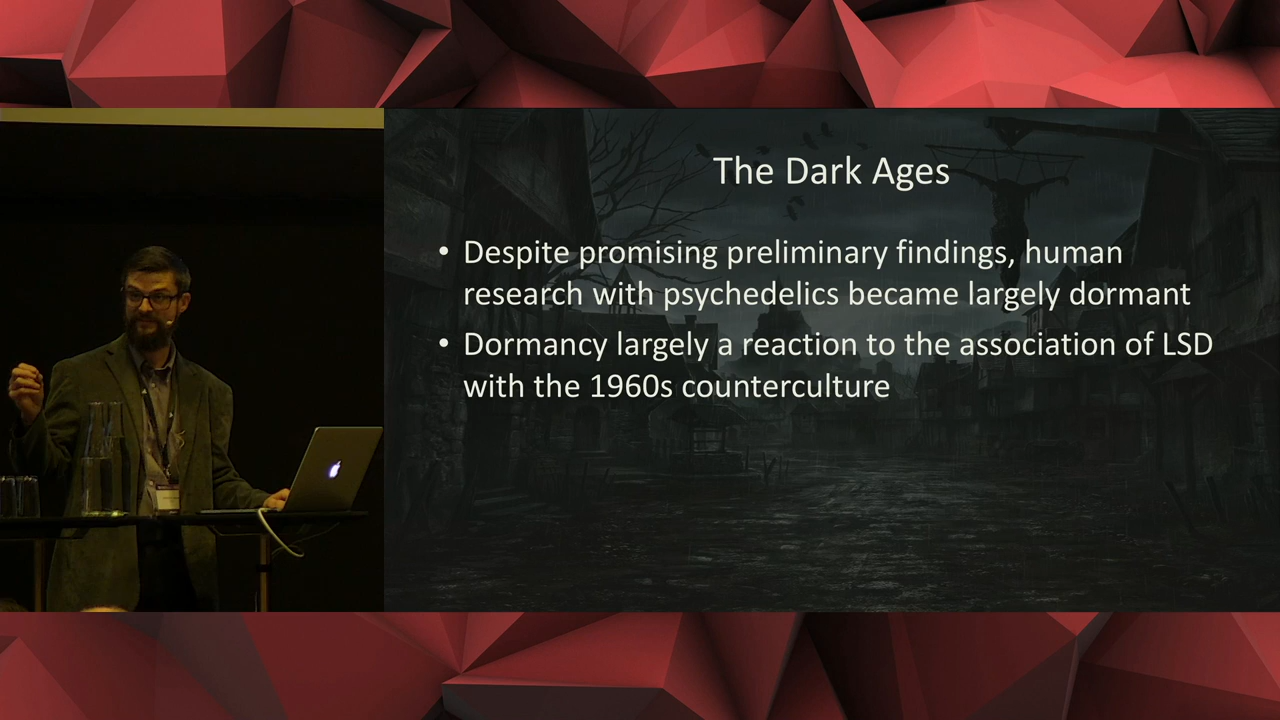 The Dark Ages
• Despite promising preliminary findings, human
research with psychedelics became largely dormant
• Dormancy largely a reaction to the association of LSD
with the 1960s counterculture